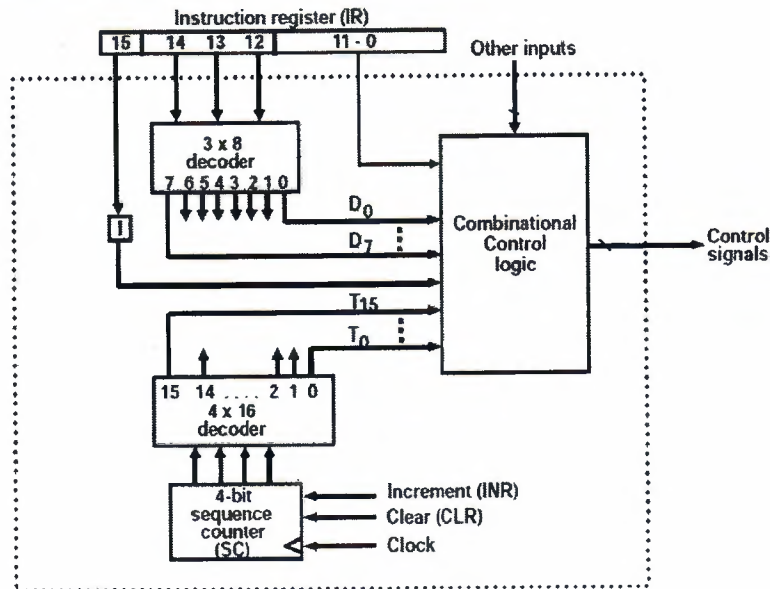 Instruction register (IR)
15 14 13 12 11 - 0
Other inputs
3 x 8
decoder
7 6 5 4 3 2 1 0
D0
I
D7
Combinational
Control
logic
Control
signals
T15
T0
15 14 .... 2 1 0
4 x 16
decoder
4-bit
sequence
counter
(SC)
Increment (INR)
Clear (CLR)
Clock